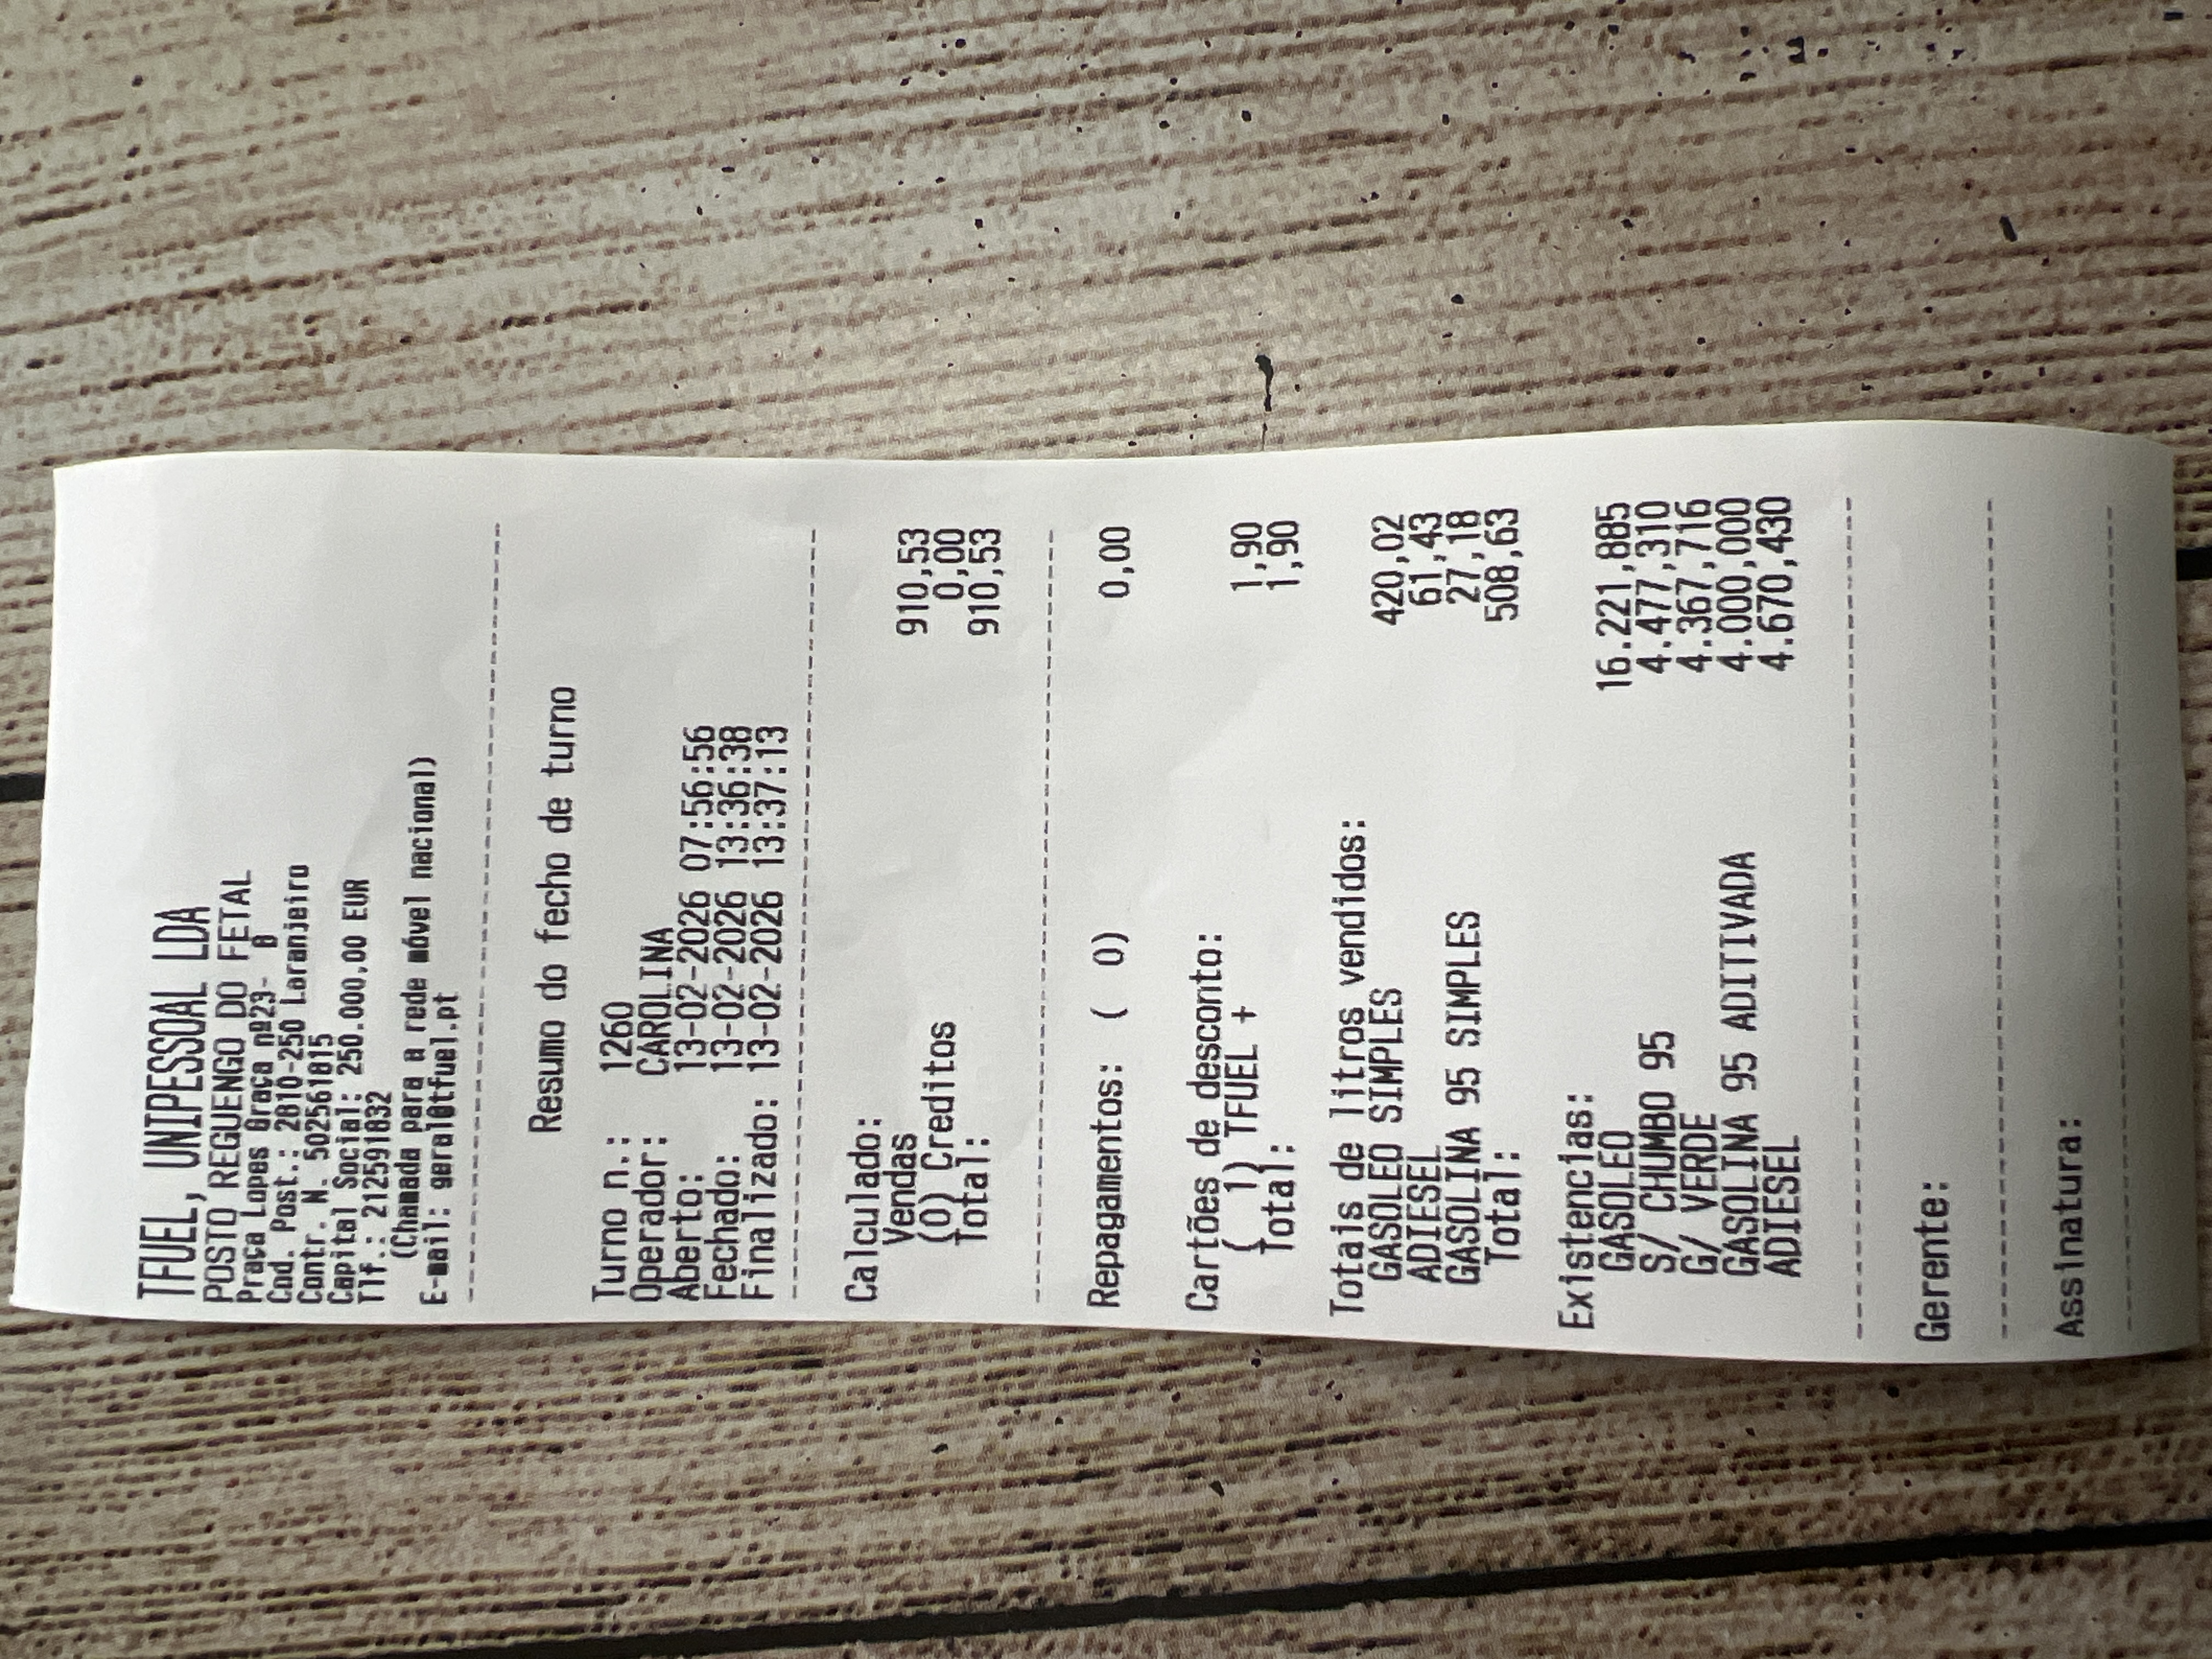 TFUEL, UNIPESSOAL LDA
POSTO REGUENGO DO FETAL
Praça Lopes Graça nº23- B
Cod. Post.: 2810-250 Laranjeiro
Contr. N. 502561815
Capital Social: 250.000,00 EUR
Tlf.: 212591832
(Chamada para a rede móvel nacional)
E-mail: geral@tfuel.pt
Resumo do fecho de turno
Turno n.: 1260
Operador: CAROLINA
Aberto: 13-02-2026 07:56:56
Fechado: 13-02-2026 13:36:38
Finalizado: 13-02-2026 13:37:13
Calculado:
Vendas 910,53
(0) Creditos 0,00
Total: 910,53
Repagamentos: ( 0) 0,00
Cartões de desconto:
( 1) TFUEL + 1,90
Total: 1,90
Totais de litros vendidos:
GASOLEO SIMPLES 420,02
ADIESEL 61,43
GASOLINA 95 SIMPLES 27,18
Total: 508,63
Existencias:
GASOLEO 16.221,885
S/ CHUMBO 95 4.477,310
G/ VERDE 4.367,716
GASOLINA 95 ADITIVADA 4.000,000
ADIESEL 4.670,430
Gerente:
Assinatura: